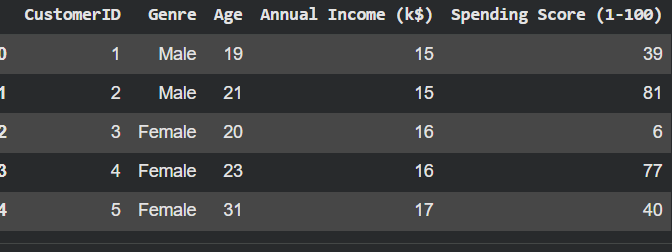 CustomerID Genre Age Annual Income (k$) Spending Score (1-100)
0 1 Male 19 15 39
1 2 Male 21 15 81
2 3 Female 20 16 6
3 4 Female 23 16 77
4 5 Female 31 17 40